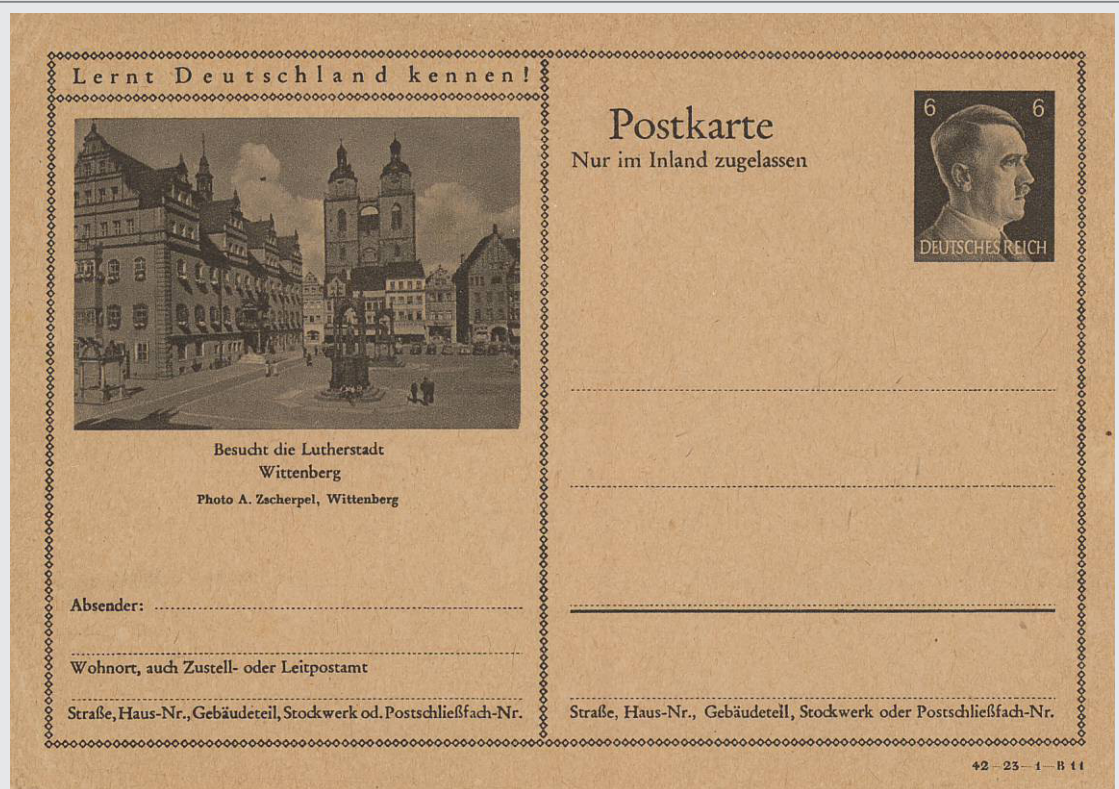 Lernt Deutschland kennen!
Besucht die Lutherstadt
Wittenberg
Photo A. Zscherpel, Wittenberg
Absender:
Wohnort, auch Zustell- oder Leitpostamt
Straße, Haus-Nr., Gebäudeteil, Stockwerk od. Postschließfach-Nr.
Postkarte
Nur im Inland zugelassen
6 6
DEUTSCHES REICH
Straße, Haus-Nr., Gebäudeteil, Stockwerk oder Postschließfach-Nr.
42—23—1—B 11